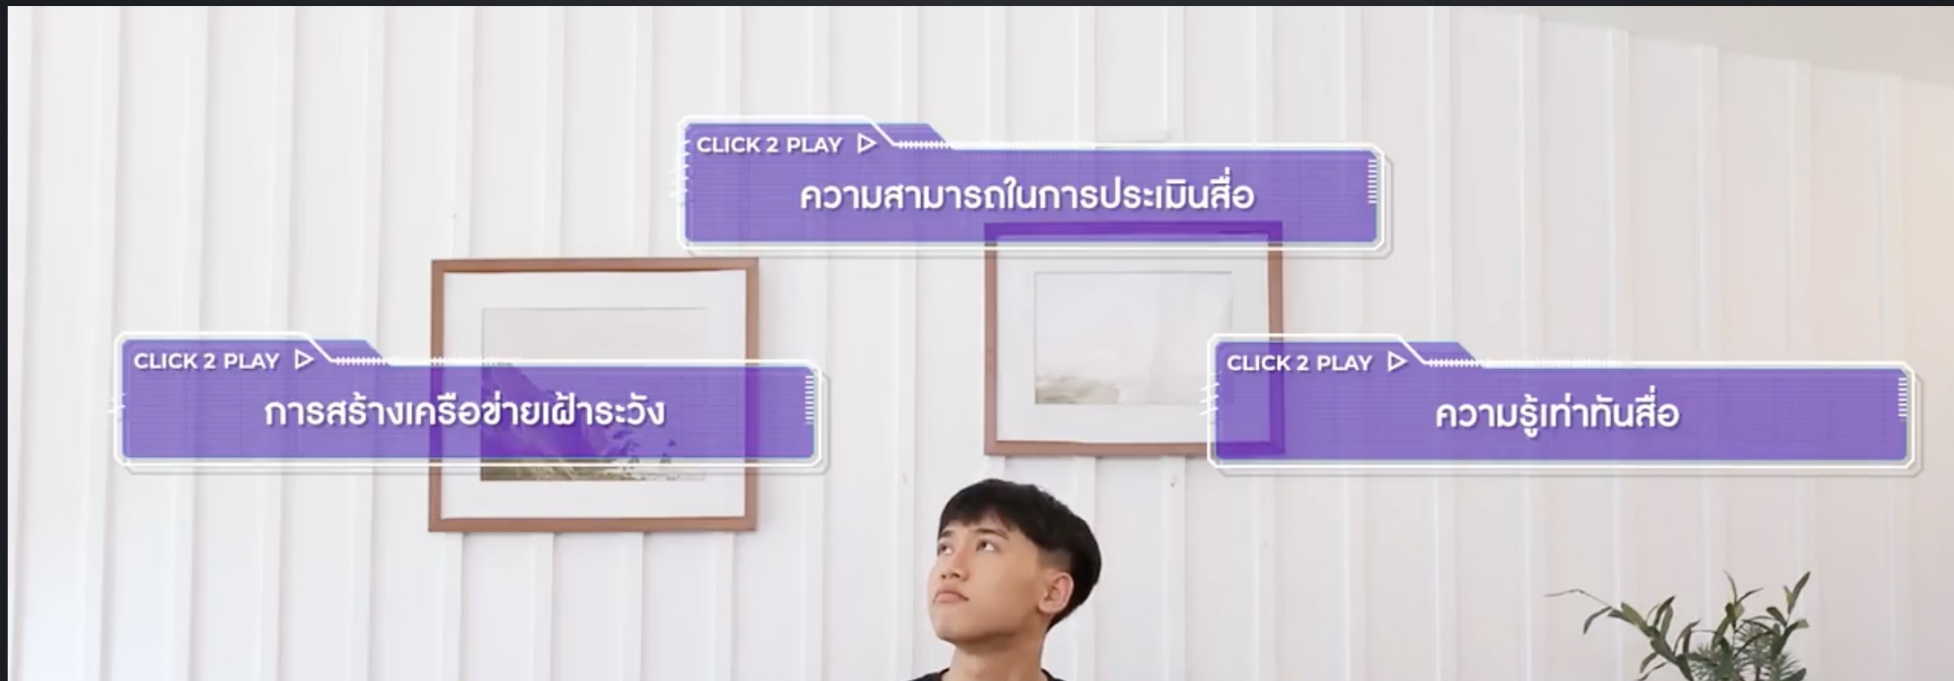 CLICK 2 PLAY
ความสามารถในการประเมินสื่อ
CLICK 2 PLAY
การสร้างเครือข่ายเฝ้าระวัง
CLICK 2 PLAY
ความรู้เท่าทันสื่อ